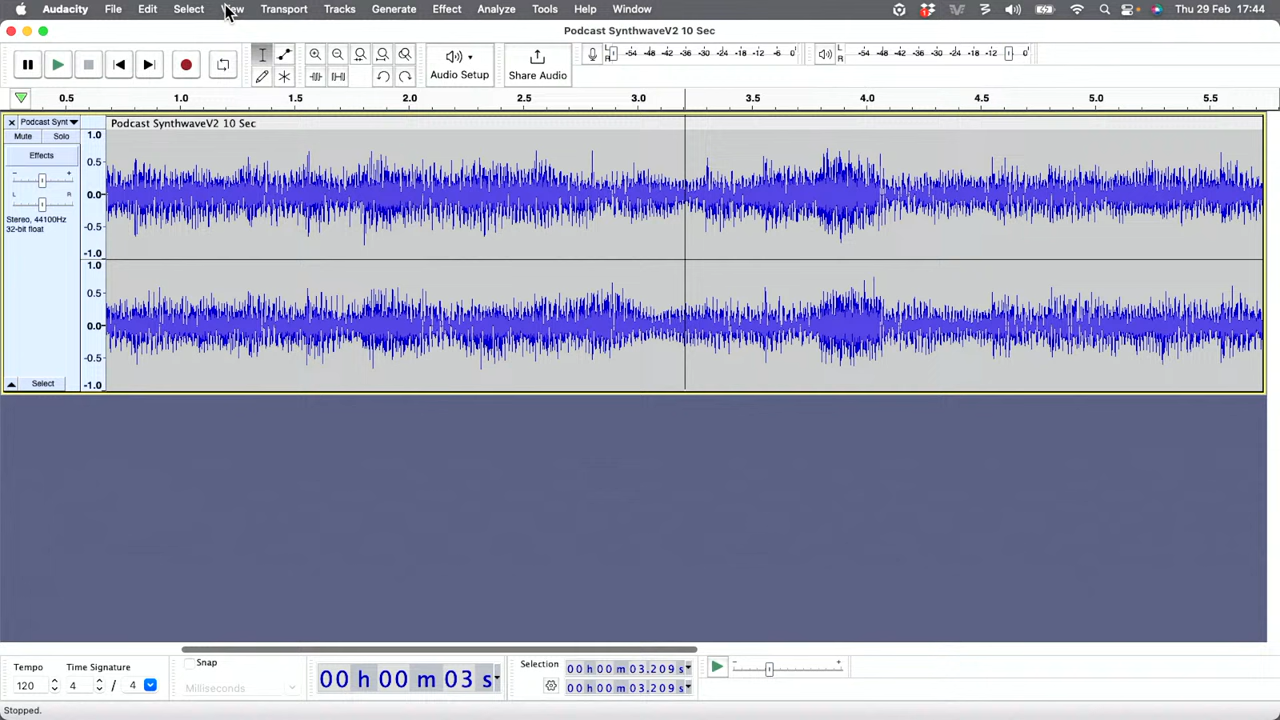 Audacity File Edit Select View Transport Tracks Generate Effect Analyze Tools Help Window Thu 29 Feb 17:44
Podcast SynthwaveV2 10 Sec
L R -54 -48 -42 -36 -30 -24 -18 -12 -6 0
L R -54 -48 -42 -36 -30 -24 -18 -12 -6 0
Audio Setup Share Audio
0.5 1.0 1.5 2.0 2.5 3.0 3.5 4.0 4.5 5.0 5.5
Podcast Synt Podcast SynthwaveV2 10 Sec
Mute Solo 1.0
Effects 0.5
- +
0.0
L R
Stereo, 44100Hz -0.5
32-bit float
-1.0
1.0
0.5
0.0
-0.5
Select -1.0
Tempo Time Signature Snap Selection
120 4 / 4 Milliseconds
00 h 00 m 03 s
00 h 00 m 03.209 s
00 h 00 m 03.209 s
- +
Stopped.